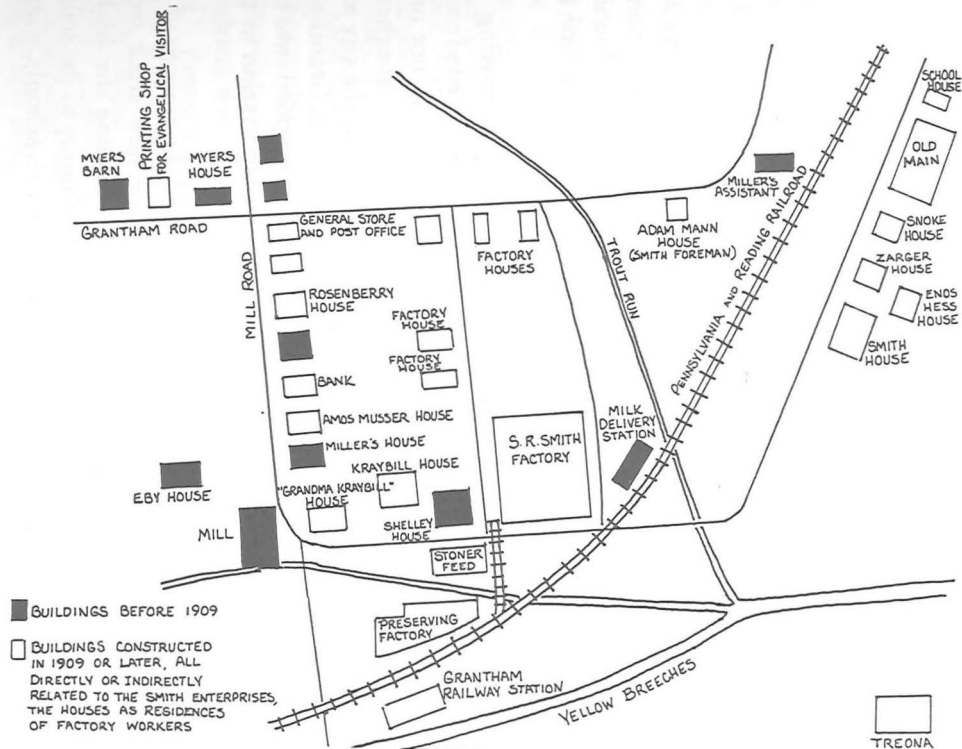 PRINTING SHOP
FOR EVANGELICAL VISITOR
MYERS
BARN
MYERS
HOUSE
GRANTHAM ROAD
MILL ROAD
GENERAL STORE
AND POST OFFICE
FACTORY
HOUSES
ROSENBERRY
HOUSE
FACTORY
HOUSE
FACTORY
HOUSE
BANK
AMOS MUSSER HOUSE
MILLER'S HOUSE
KRAYBILL HOUSE
"GRANDMA KRAYBILL"
HOUSE
EBY HOUSE
MILL
SHELLEY
HOUSE
STONER
FEED
S. R. SMITH
FACTORY
TROUT RUN
MILK
DELIVERY
STATION
ADAM MANN
HOUSE
(SMITH FOREMAN)
MILLER'S
ASSISTANT
PENNSYLVANIA AND READING RAILROAD
SCHOOL
HOUSE
OLD
MAIN
SNOKE
HOUSE
ZARGER
HOUSE
ENOS
HESS
HOUSE
SMITH
HOUSE
PRESERVING
FACTORY
GRANTHAM
RAILWAY STATION
YELLOW BREECHES
TREONA
BUILDINGS BEFORE 1909
BUILDINGS CONSTRUCTED
IN 1909 OR LATER, ALL
DIRECTLY OR INDIRECTLY
RELATED TO THE SMITH ENTERPRISES,
THE HOUSES AS RESIDENCES
OF FACTORY WORKERS